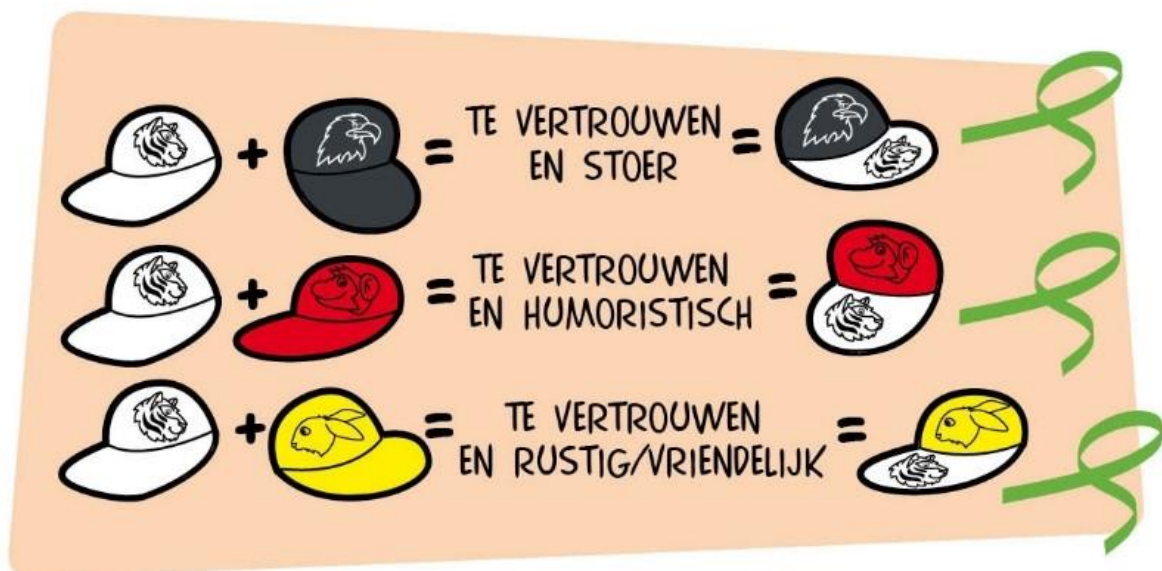 + = TE VERTROUWEN =
EN STOER
+ = TE VERTROUWEN =
EN HUMORISTISCH
+ = TE VERTROUWEN =
EN RUSTIG/VRIENDELIJK